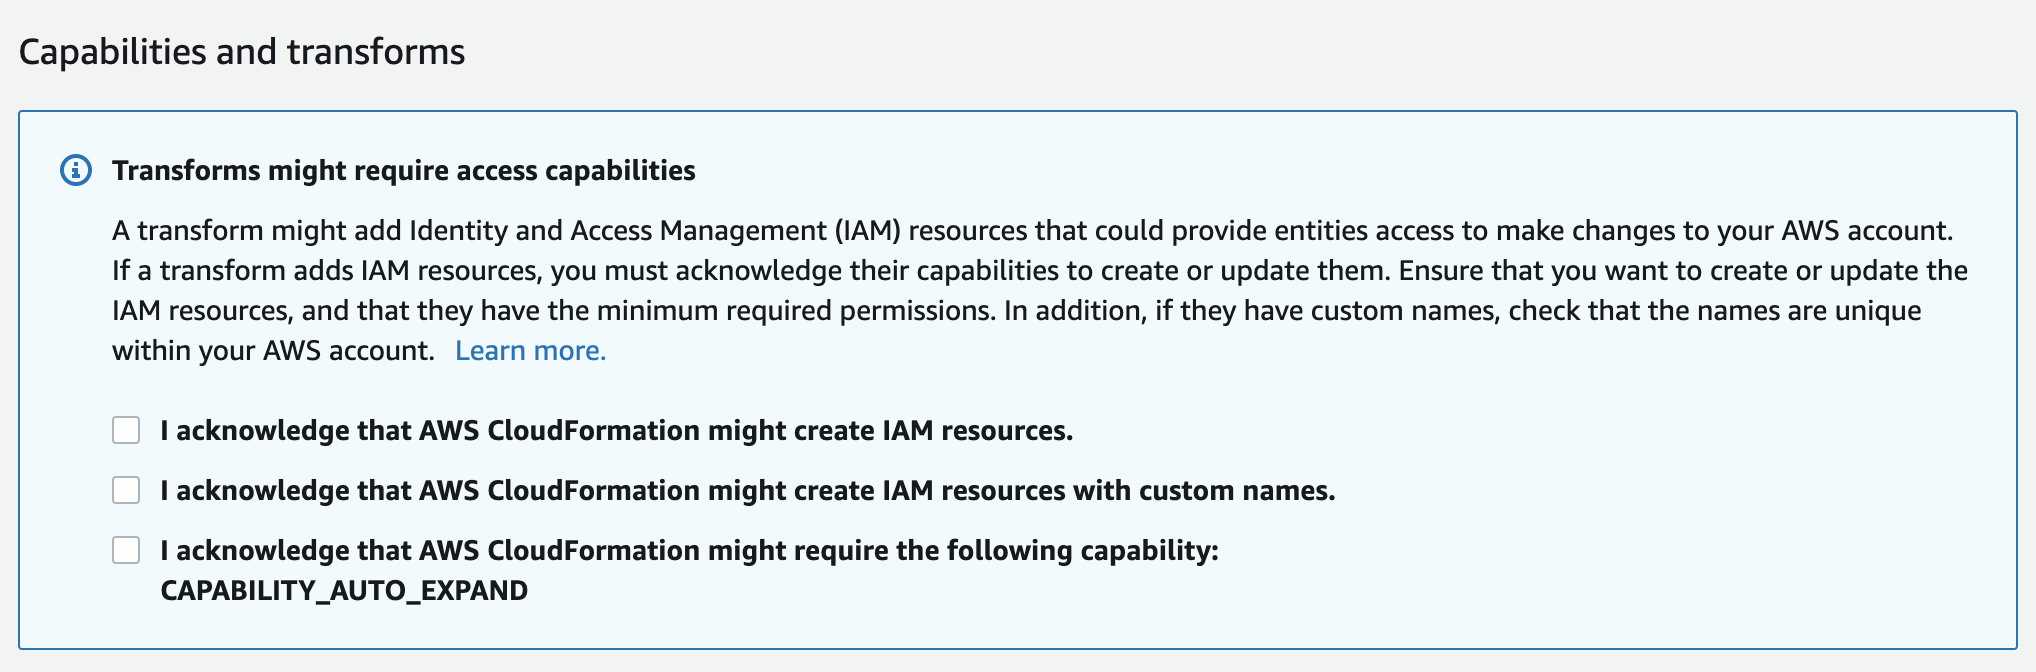 Capabilities and transforms
Transforms might require access capabilities
A transform might add Identity and Access Management (IAM) resources that could provide entities access to make changes to your AWS account.
If a transform adds IAM resources, you must acknowledge their capabilities to create or update them. Ensure that you want to create or update the
IAM resources, and that they have the minimum required permissions. In addition, if they have custom names, check that the names are unique
within your AWS account. Learn more.
I acknowledge that AWS CloudFormation might create IAM resources.
I acknowledge that AWS CloudFormation might create IAM resources with custom names.
I acknowledge that AWS CloudFormation might require the following capability:
CAPABILITY_AUTO_EXPAND